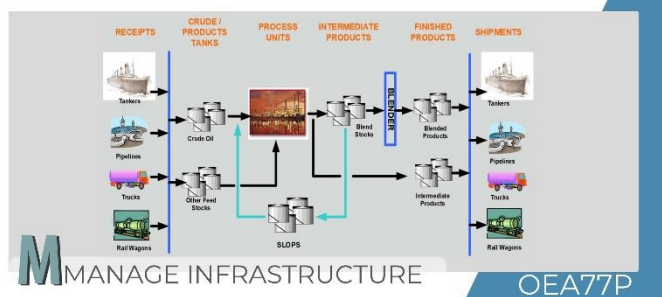 RECEIPTS
CRUDE /
PRODUCTS
TANKS
PROCESS
UNITS
INTERMEDIATE
PRODUCTS
FINISHED
PRODUCTS
SHIPMENTS
Tankers
Pipelines
Trucks
Rail Wagons
Crude Oil
Other Feed
Stocks
SLOPS
Blend
Stocks
BLENDER
Blended
Products
Intermediate
Products
Tankers
Pipelines
Trucks
Rail Wagons
M MANAGE INFRASTRUCTURE
OEA77P